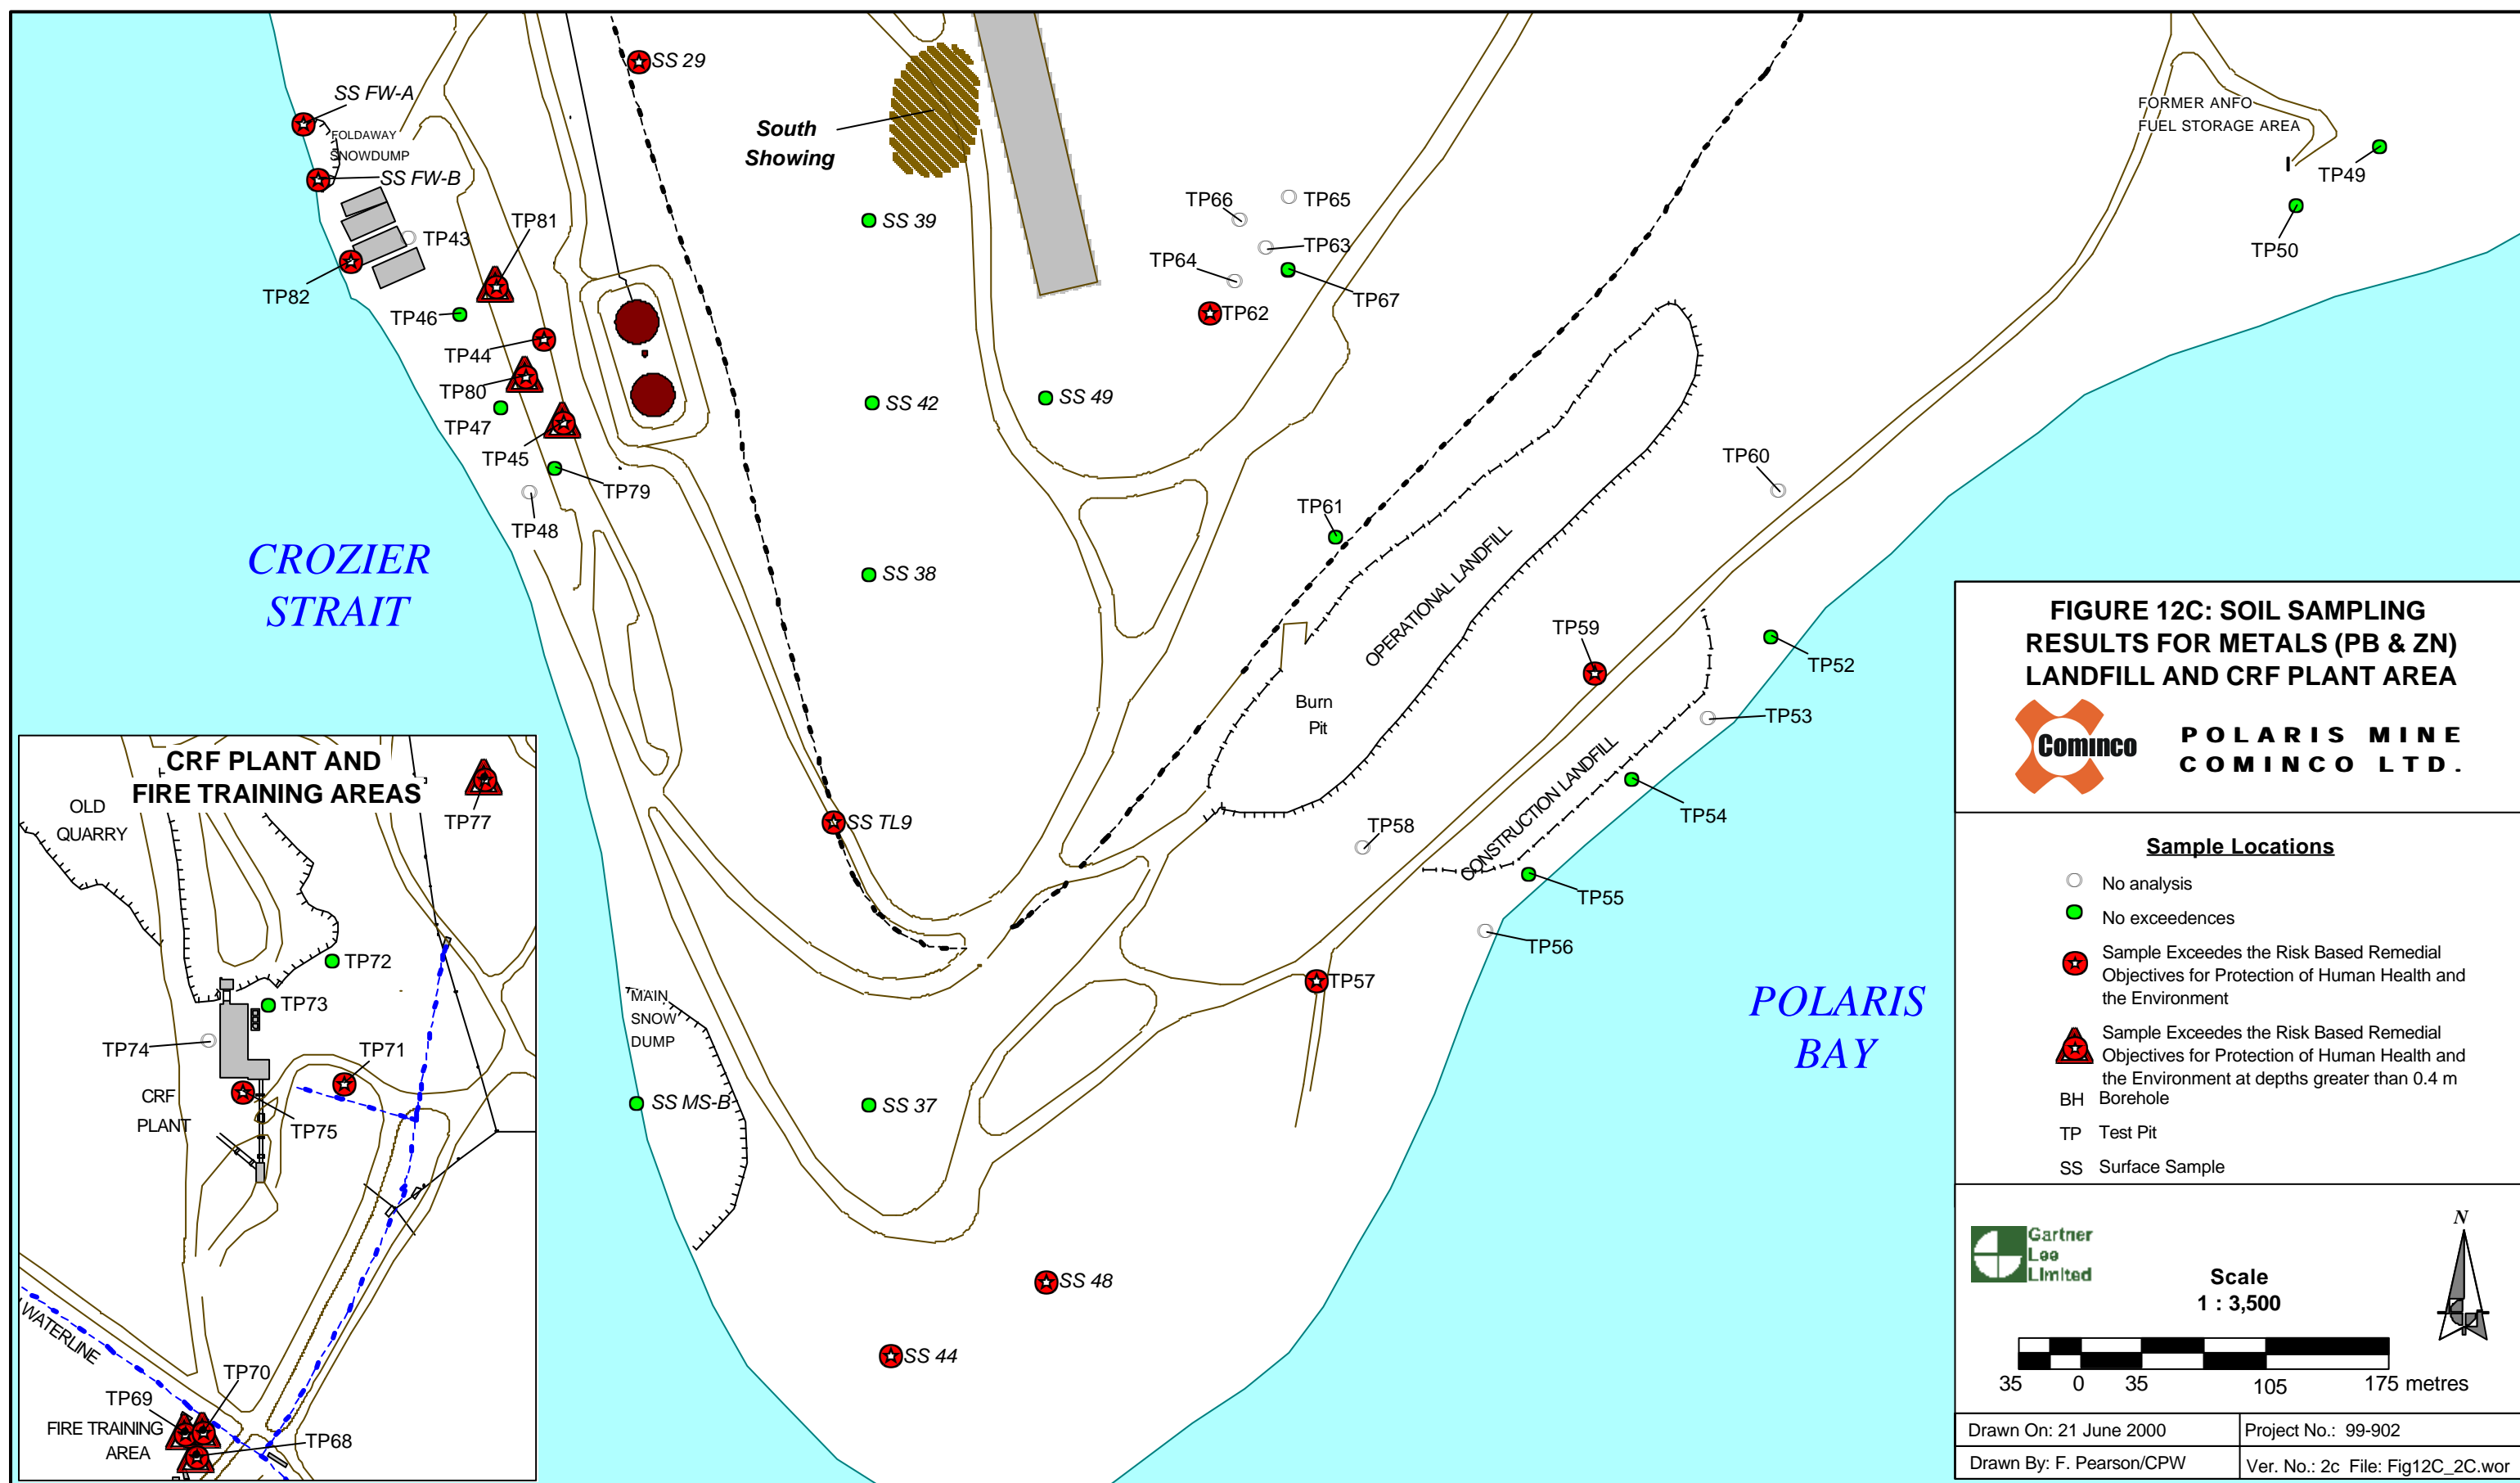 SS 29
SS FW-A
FOLDAWAY
SNOWDUMP
SS FW-B
South
Showing
FORMER ANFO
FUEL STORAGE AREA
TP49
TP50
TP43
TP81
TP82
TP46
TP44
TP80
TP47
TP45
TP79
TP48
SS 39
SS 42
SS 49
SS 38
TP66
TP65
TP63
TP64
TP67
TP62
TP60
TP61
CROZIER
STRAIT
OPERATIONAL LANDFILL
Burn
Pit
TP59
TP52
TP53
TP54
CONSTRUCTION LANDFILL
TP58
TP55
TP56
TP57
SS TL9
MAIN
SNOW
DUMP
SS MS-B
SS 37
SS 48
SS 44
POLARIS
BAY
CRF PLANT AND
FIRE TRAINING AREAS
OLD
QUARRY
TP77
TP72
TP73
TP74
TP71
CRF
PLANT
TP75
WATERLINE
TP70
TP69
FIRE TRAINING
AREA
TP68
FIGURE 12C: SOIL SAMPLING
RESULTS FOR METALS (PB & ZN)
LANDFILL AND CRF PLANT AREA
Cominco
POLARIS MINE
COMINCO LTD.
Sample Locations
No analysis
No exceedences
Sample Exceedes the Risk Based Remedial
Objectives for Protection of Human Health and
the Environment
Sample Exceedes the Risk Based Remedial
Objectives for Protection of Human Health and
the Environment at depths greater than 0.4 m
BH Borehole
TP Test Pit
SS Surface Sample
Gartner
Lee
Limited
Scale
1 : 3,500
N
35 0 35 105 175 metres
Drawn On: 21 June 2000
Project No.: 99-902
Drawn By: F. Pearson/CPW
Ver. No.: 2c File: Fig12C_2C.wor